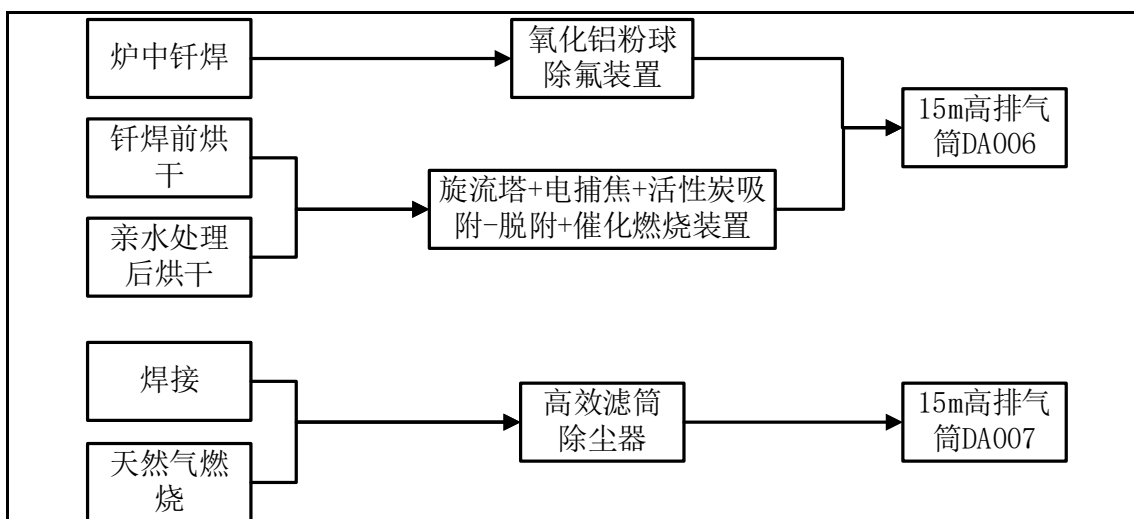 炉中钎焊
氧化铝粉球
除氟装置
15m高排气
筒DA006
钎焊前烘
干
旋流塔+电捕焦+活性炭吸
附-脱附+催化燃烧装置
亲水处理
后烘干
焊接
高效滤筒
除尘器
15m高排气
筒DA007
天然气燃
烧